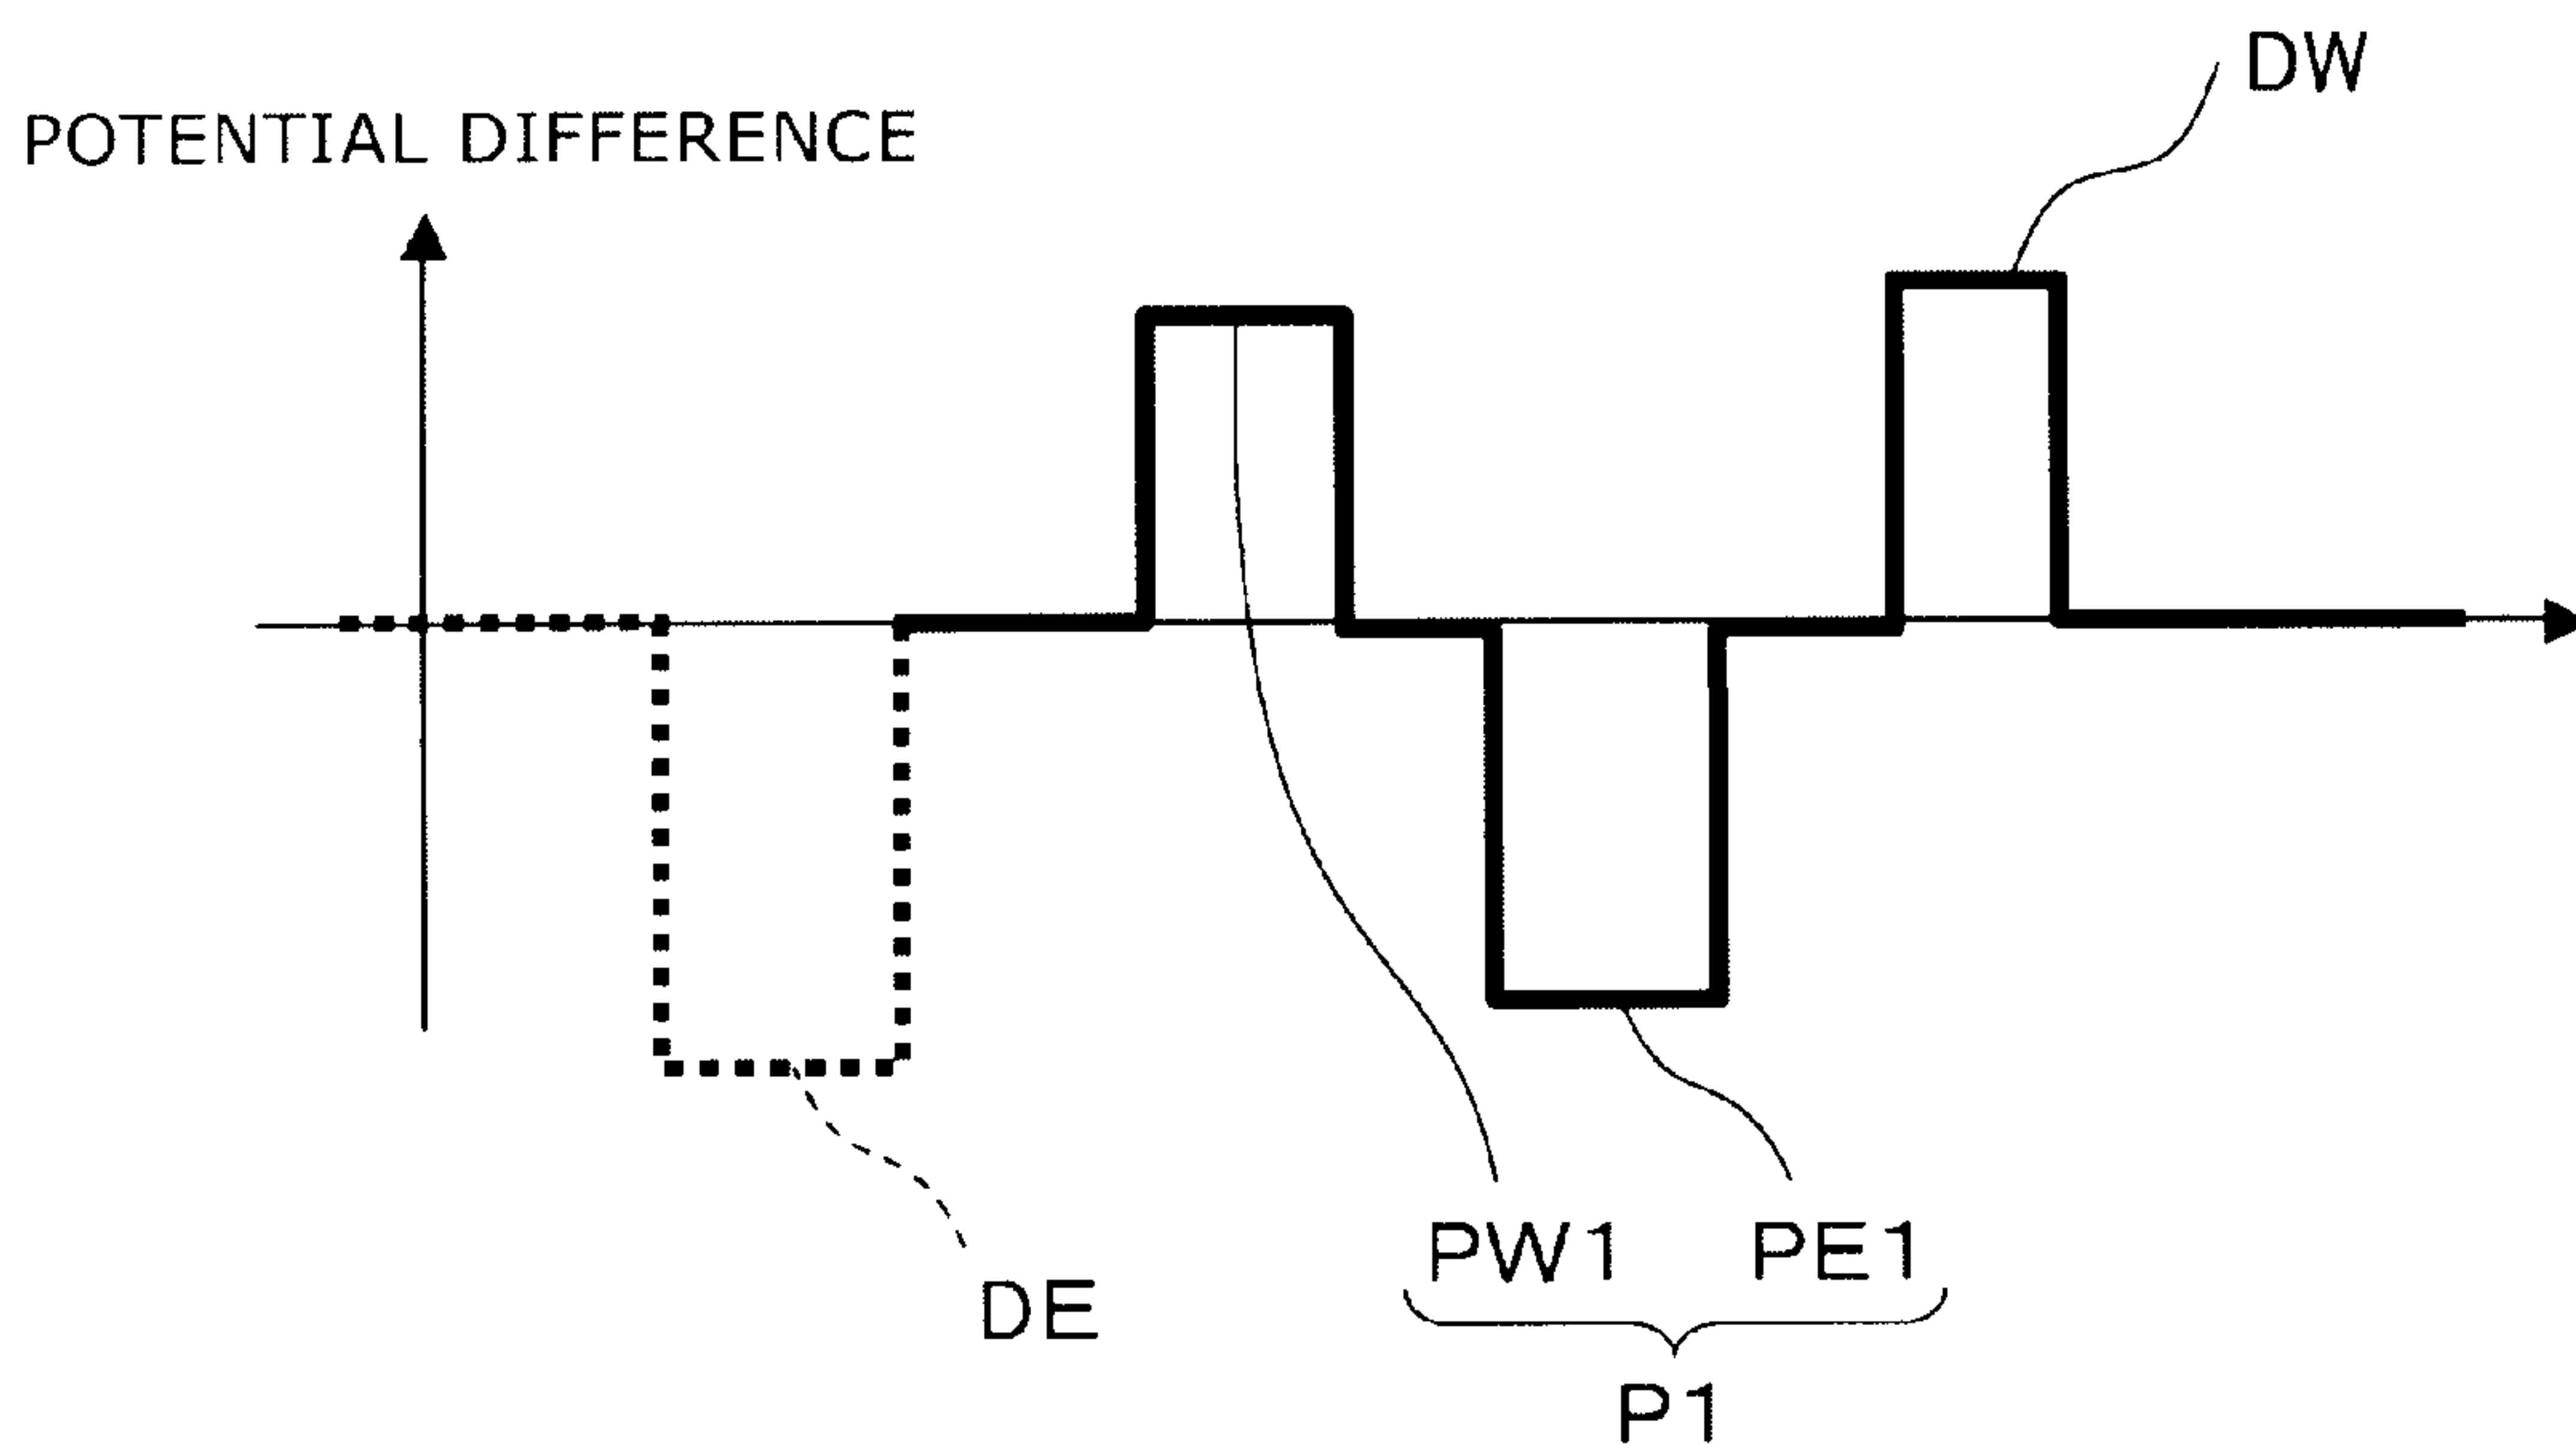 DW
POTENTIAL DIFFERENCE
PW1 PE1
DE
P1